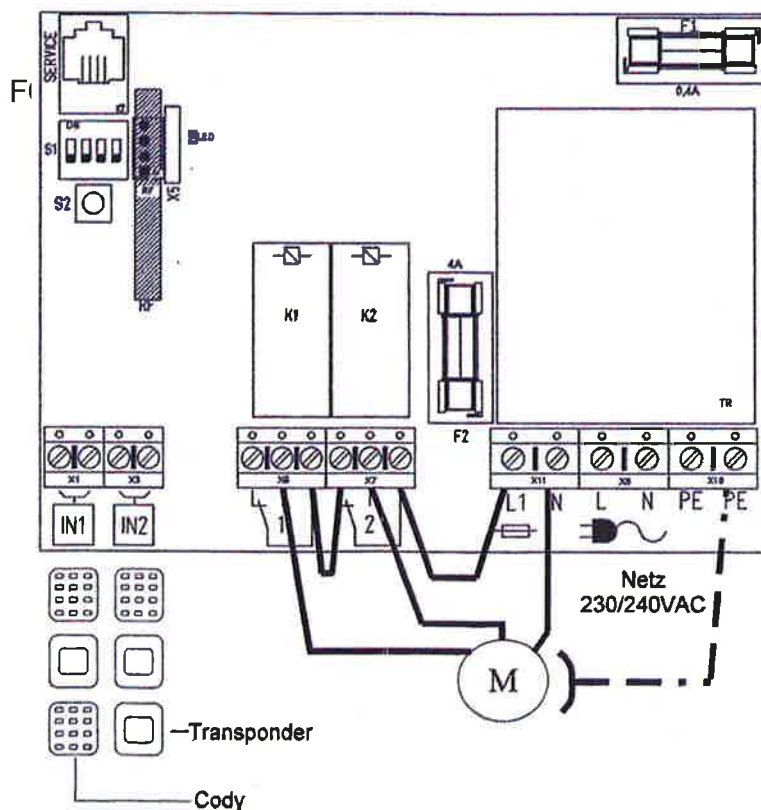 SERVICE
F1
0,4A
S1
LED
X5
S2
RF
4A
K1 K2
F2
TR
X1 X3 X6 X7 X11 X10
IN1 IN2 1 2 L1 N L N PE PE
Netz
230/240VAC
M
Transponder
Cody